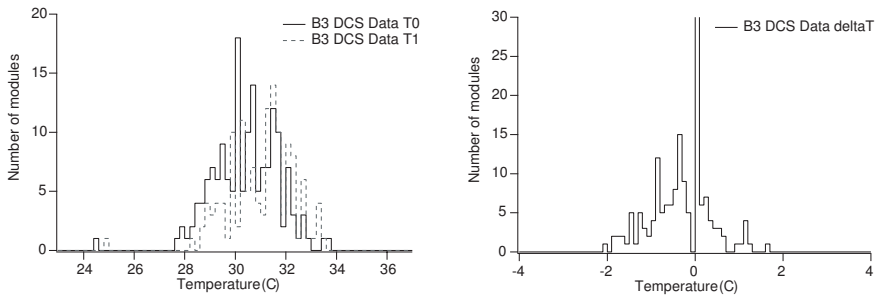 20
15
10
5
0
Number of modules
B3 DCS Data T0
B3 DCS Data T1
24 26 28 30 32 34 36
Temperature(C)
30
25
20
15
10
5
0
Number of modules
B3 DCS Data deltaT
-4 -2 0 2 4
Temperature(C)